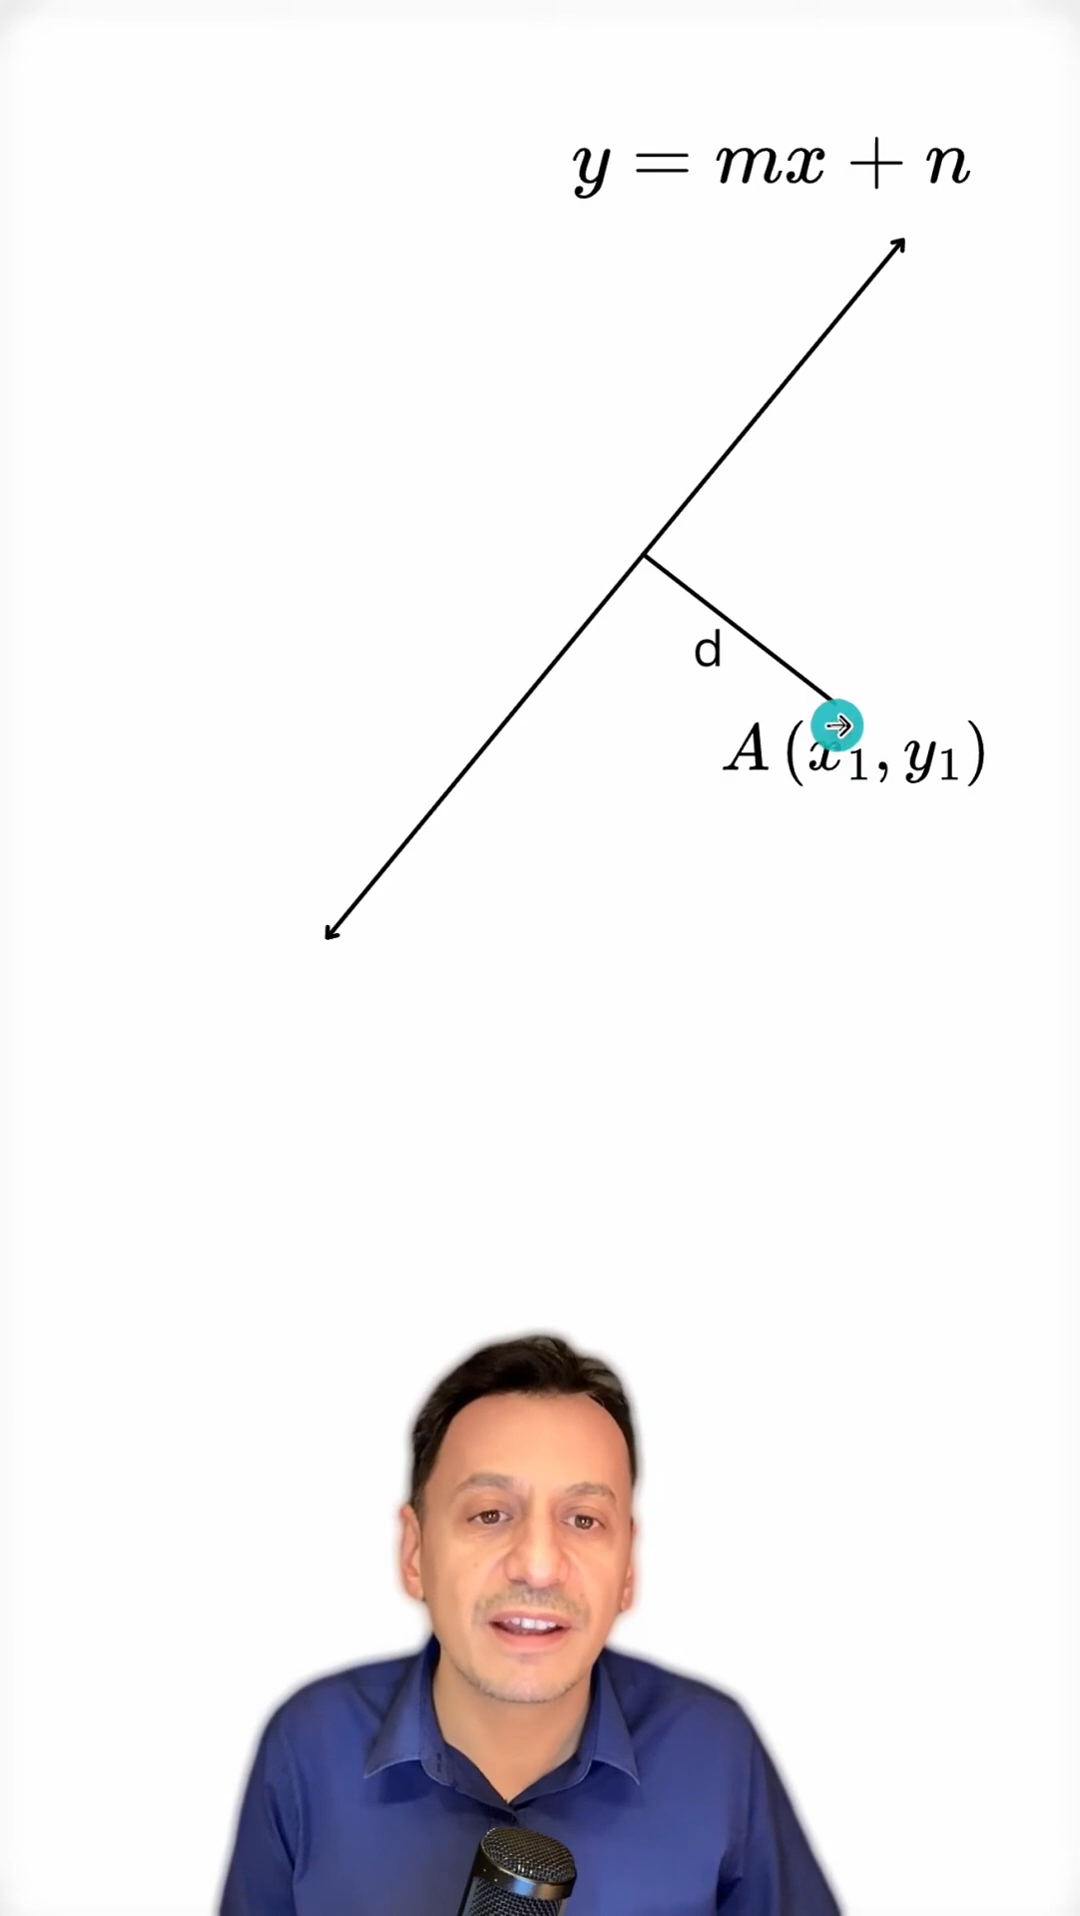 y = mx + n
d
A (x₁, y₁)